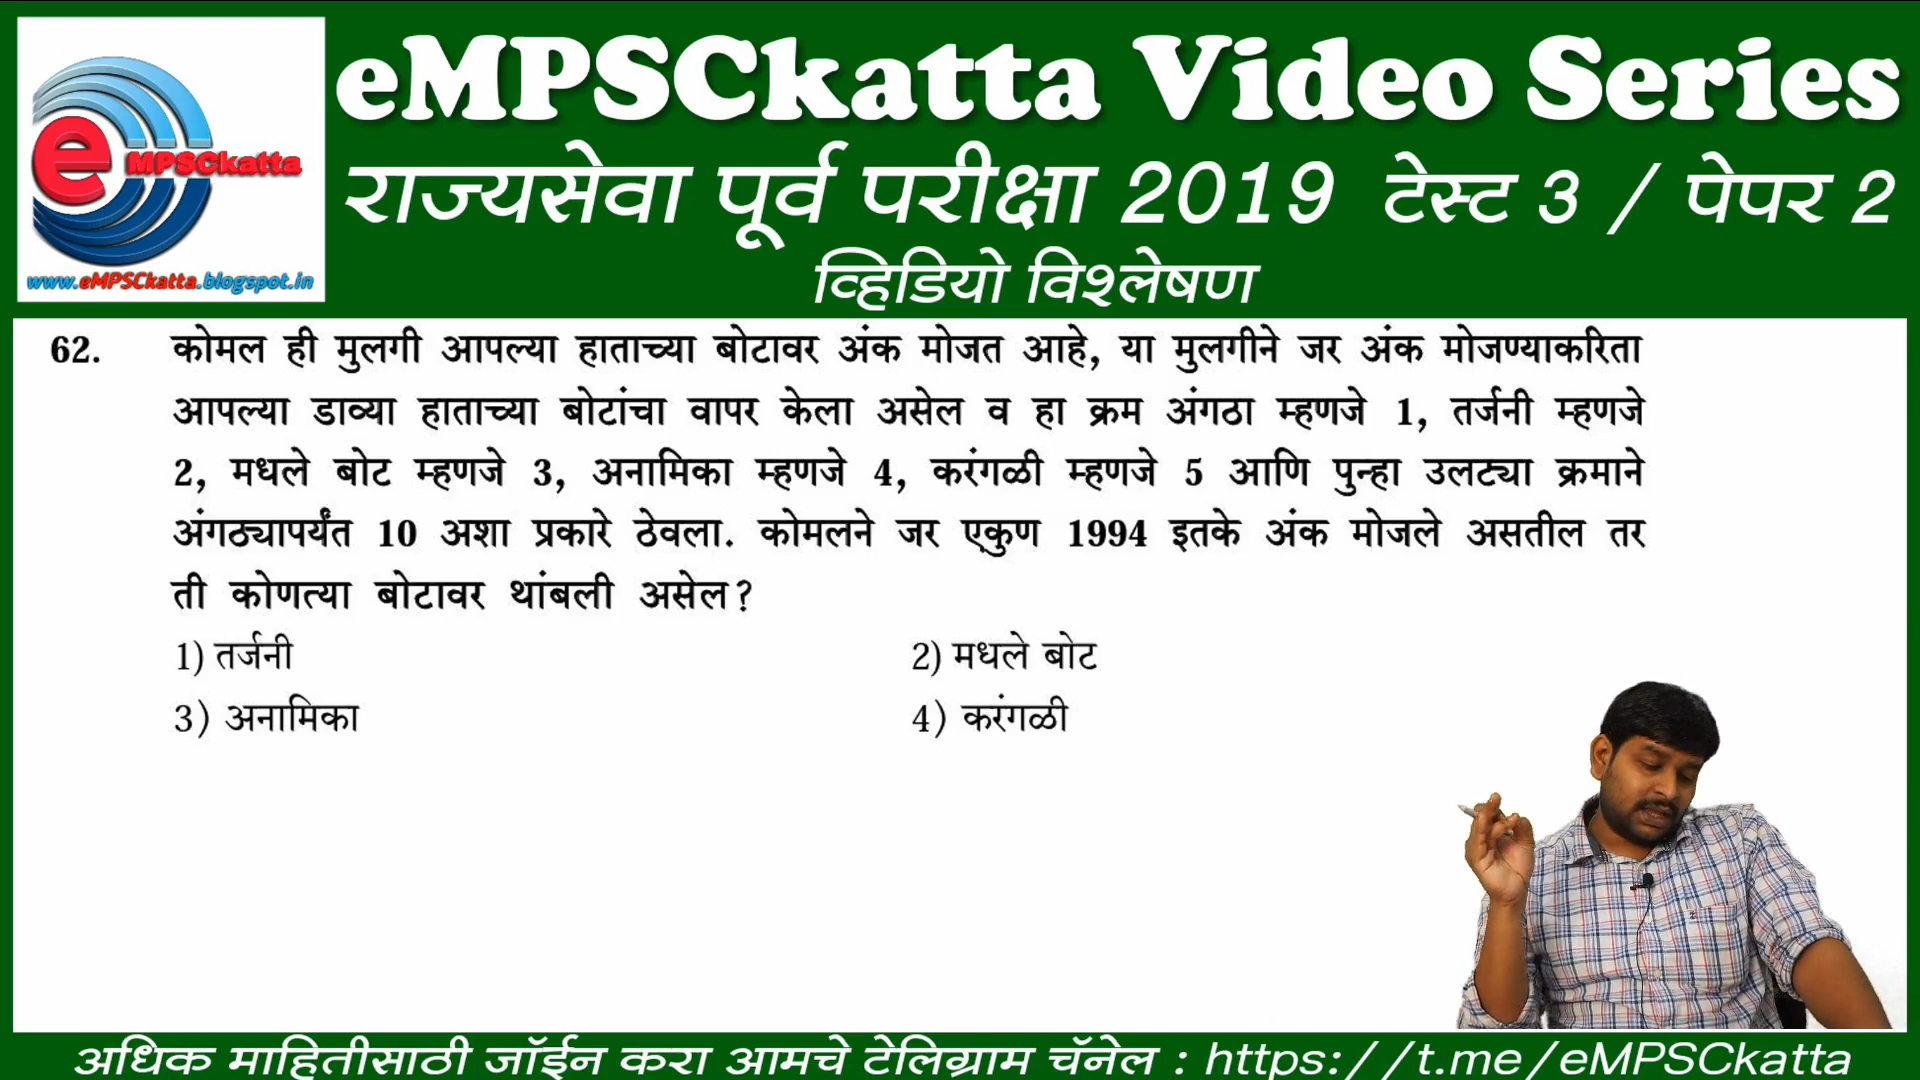 eMPSCkatta Video Series
e MPSCkatta
www.eMPSCkatta.blogspot.in
राज्यसेवा पूर्व परीक्षा 2019 टेस्ट 3 / पेपर 2
व्हिडियो विश्लेषण
62. कोमल ही मुलगी आपल्या हाताच्या बोटावर अंक मोजत आहे, या मुलगीने जर अंक मोजण्याकरिता
आपल्या डाव्या हाताच्या बोटांचा वापर केला असेल व हा क्रम अंगठा म्हणजे 1, तर्जनी म्हणजे
2, मधले बोट म्हणजे 3, अनामिका म्हणजे 4, करंगळी म्हणजे 5 आणि पुन्हा उलट्या क्रमाने
अंगठ्यापर्यंत 10 अशा प्रकारे ठेवला. कोमलने जर एकुण 1994 इतके अंक मोजले असतील तर
ती कोणत्या बोटावर थांबली असेल?
1) तर्जनी 2) मधले बोट
3) अनामिका 4) करंगळी
अधिक माहितीसाठी जॉईन करा आमचे टेलिग्राम चॅनेल : https://t.me/eMPSCkatta